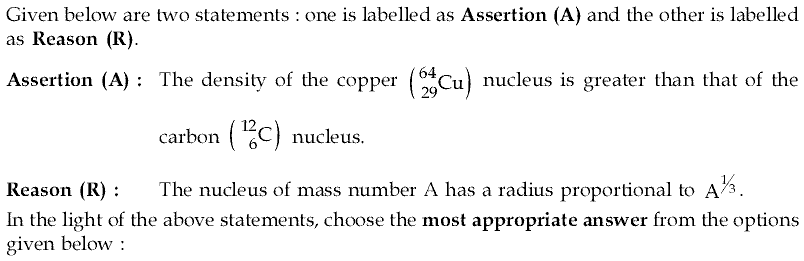 Given below are two statements : one is labelled as Assertion (A) and the other is labelled
as Reason (R).
Assertion (A) : The density of the copper (⁶⁴₂₉Cu) nucleus is greater than that of the
carbon (¹²₆C) nucleus.
Reason (R) : The nucleus of mass number A has a radius proportional to A^1/3.
In the light of the above statements, choose the most appropriate answer from the options
given below :